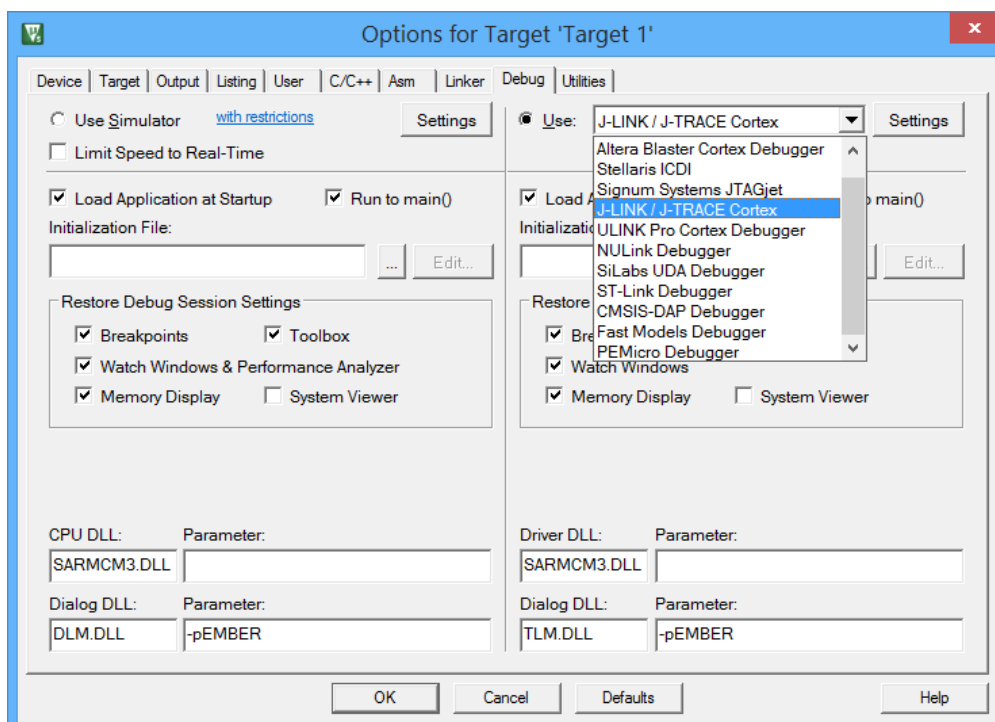 Options for Target 'Target 1'
Device Target Output Listing User C/C++ Asm Linker Debug Utilities
Use Simulator with restrictions Settings
Limit Speed to Real-Time
Load Application at Startup Run to main()
Initialization File:
... Edit...
Restore Debug Session Settings
Breakpoints Toolbox
Watch Windows & Performance Analyzer
Memory Display System Viewer
CPU DLL: Parameter:
SARMCM3.DLL
Dialog DLL: Parameter:
DLM.DLL -pEMBER
Use: J-LINK / J-TRACE Cortex Settings
Altera Blaster Cortex Debugger
Stellaris ICDI
Signum Systems JTAGjet
J-LINK / J-TRACE Cortex
ULINK Pro Cortex Debugger
NULink Debugger
SiLabs UDA Debugger
ST-Link Debugger
CMSIS-DAP Debugger
Fast Models Debugger
PEMicro Debugger
main()
Edit...
Restore
Watch Windows
Memory Display System Viewer
Driver DLL: Parameter:
SARMCM3.DLL
Dialog DLL: Parameter:
TLM.DLL -pEMBER
OK Cancel Defaults Help